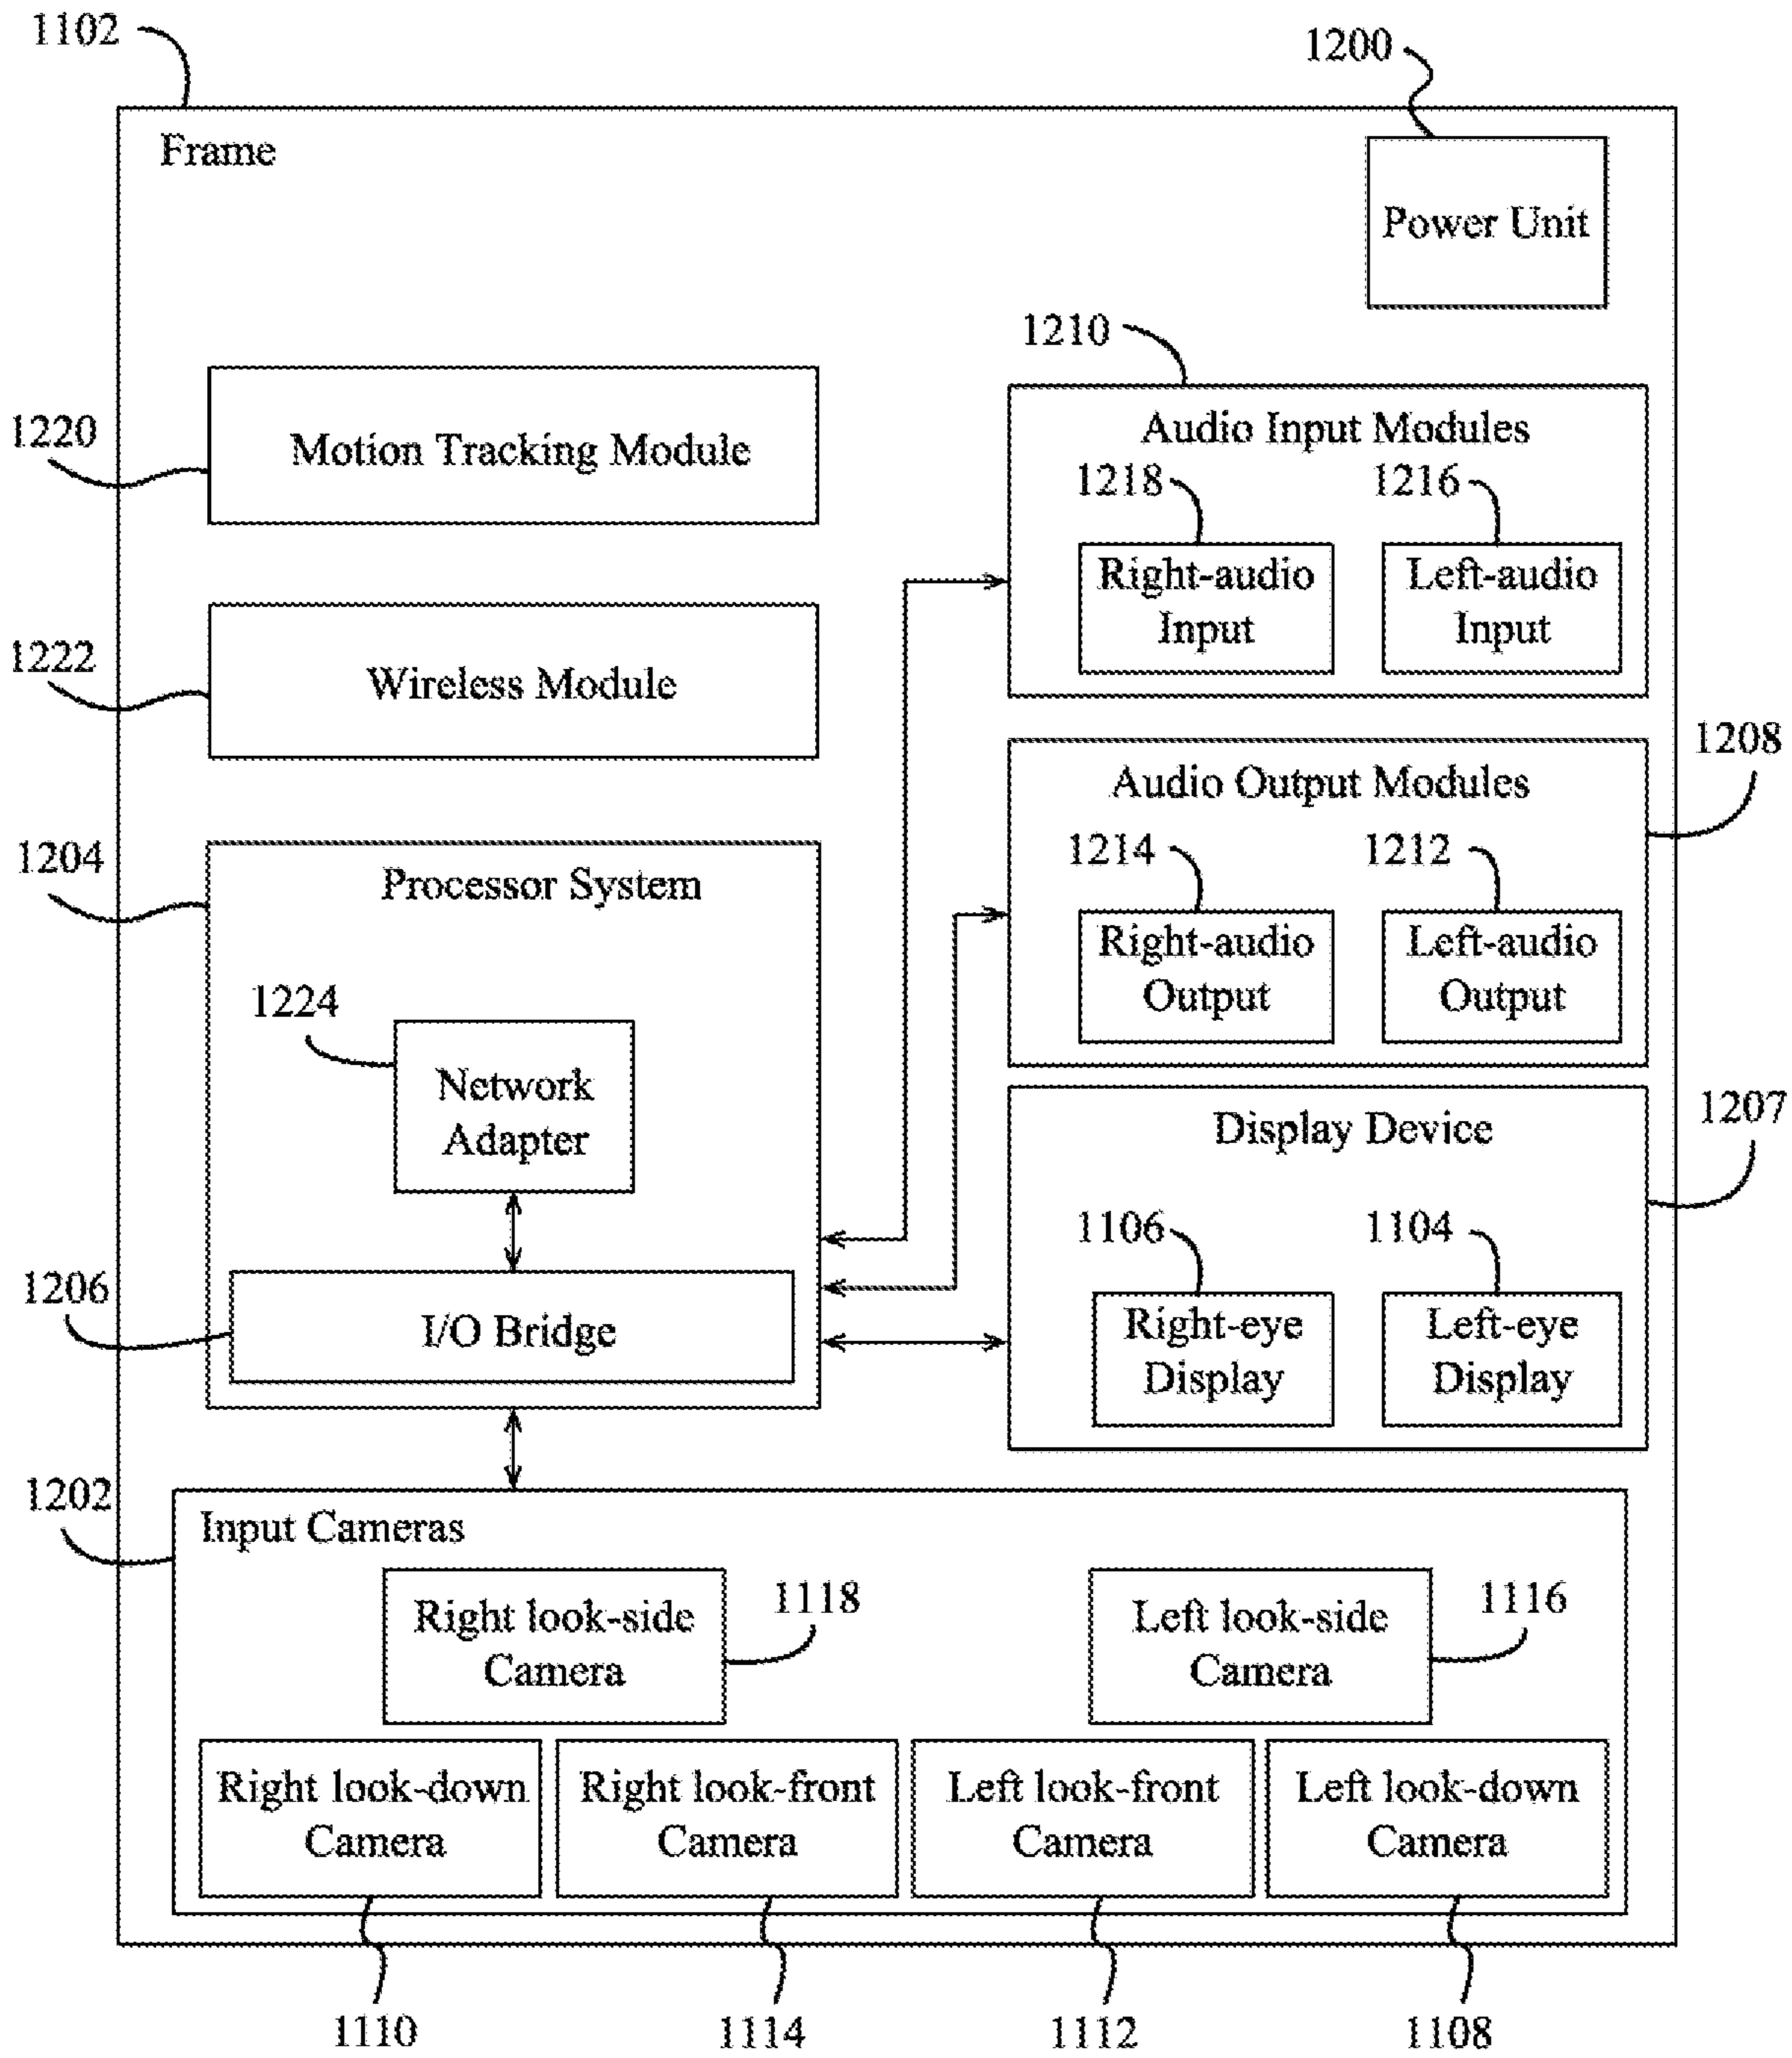 1102
1200
Frame
Power Unit
1210
1220
Motion Tracking Module
Audio Input Modules
1218
1216
Right-audio
Input
Left-audio
Input
1222
Wireless Module
1208
Audio Output Modules
1214
1212
Right-audio
Output
Left-audio
Output
1204
Processor System
1224
Network
Adapter
1207
Display Device
1106
1104
Right-eye
Display
Left-eye
Display
1206
I/O Bridge
1202
Input Cameras
Right look-side
Camera
1118
Left look-side
Camera
1116
Right look-down
Camera
Right look-front
Camera
Left look-front
Camera
Left look-down
Camera
1110
1114
1112
1108